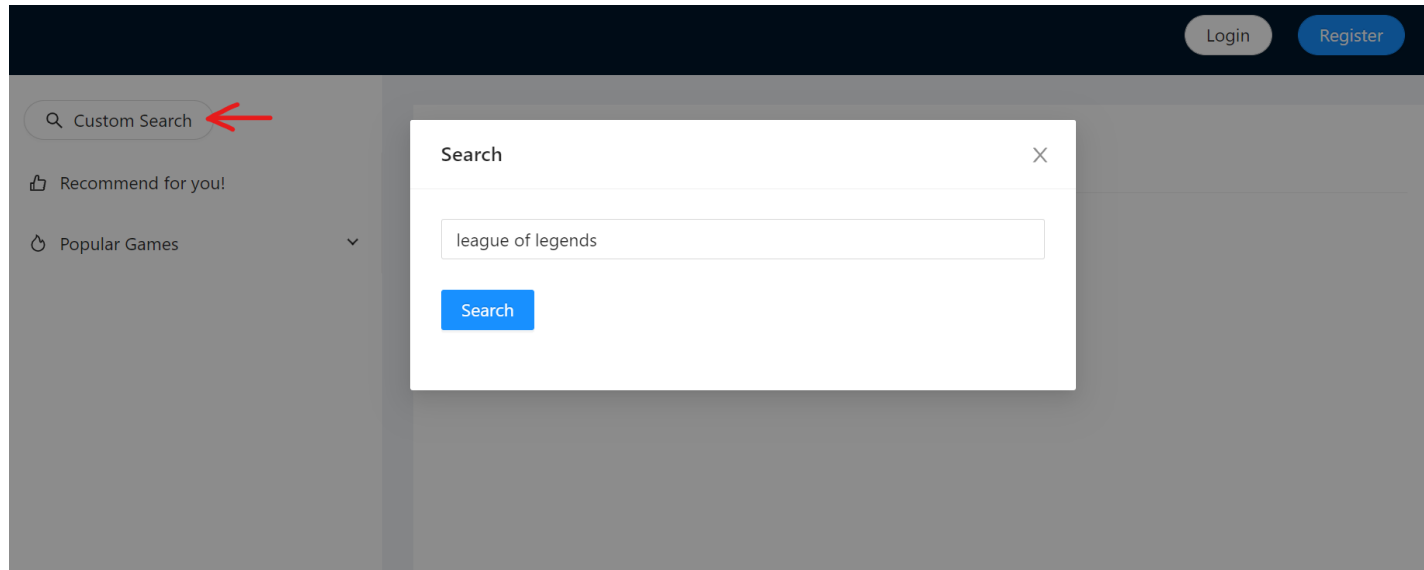 Login
Register
Custom Search
Recommend for you!
Popular Games
Search
league of legends
Search